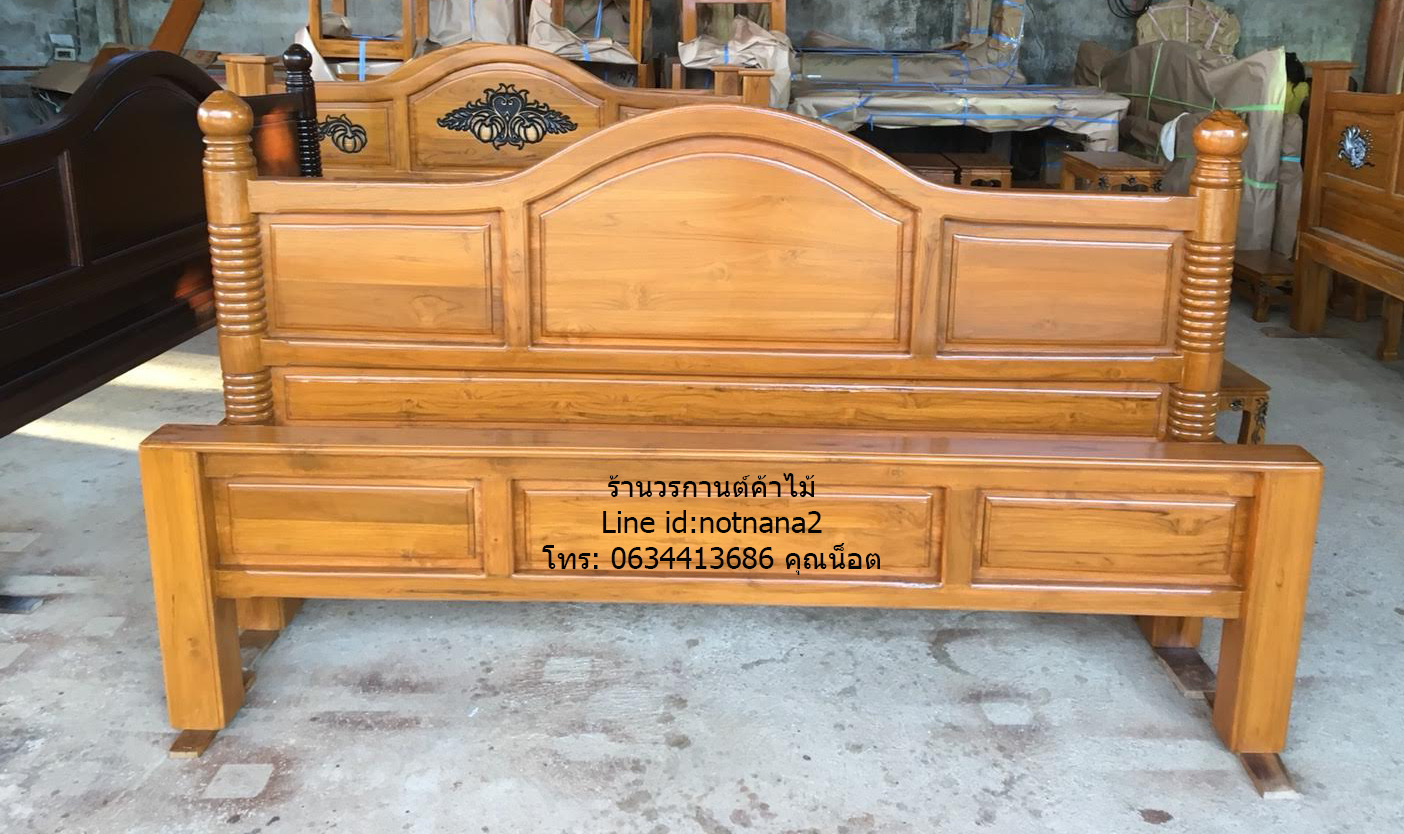 ร้านวรกานต์ค้าไม้
Line id:notnana2
โทร: 0634413686 คุณน็อต